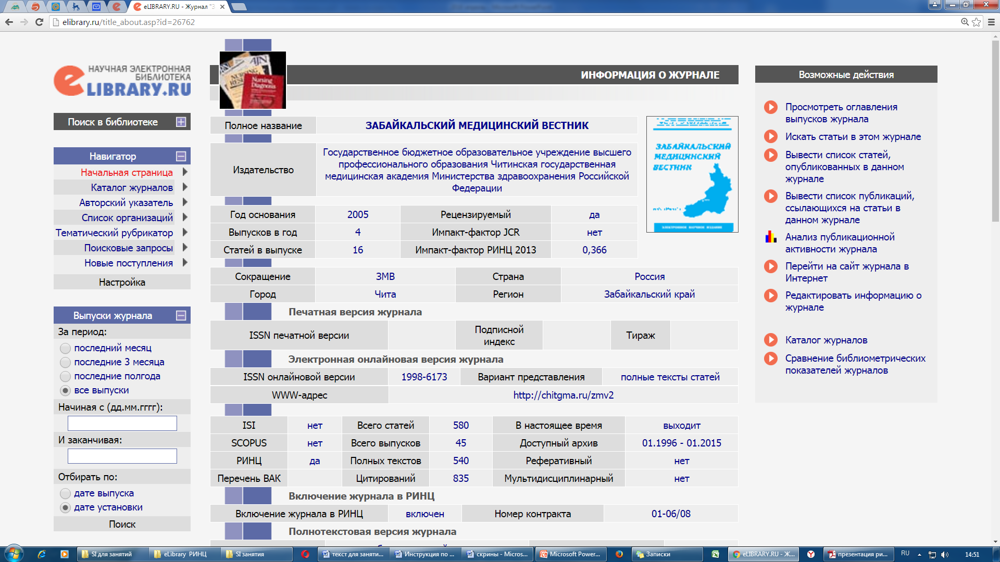 eLIBRARY.RU - Журнал "З
elibrary.ru/title_about.asp?id=26762
НАУЧНАЯ ЭЛЕКТРОННАЯ
БИБЛИОТЕКА
eLIBRARY.RU
Поиск в библиотеке
Навигатор
Начальная страница
Каталог журналов
Авторский указатель
Список организаций
Тематический рубрикатор
Поисковые запросы
Новые поступления
Настройка
Выпуски журнала
За период:
последний месяц
последние 3 месяца
последние полгода
все выпуски
Начиная с (дд.мм.гггг):
И заканчивая:
Отбирать по:
дате выпуска
дате установки
Поиск
AJN
Nursing
Diagnosis
ИНФОРМАЦИЯ О ЖУРНАЛЕ
Полное название ЗАБАЙКАЛЬСКИЙ МЕДИЦИНСКИЙ ВЕСТНИК
Издательство
Государственное бюджетное образовательное учреждение высшего
профессионального образования Читинская государственная
медицинская академия Министерства здравоохранения Российской
Федерации
Год основания 2005 Рецензируемый да
Выпусков в год 4 Импакт-фактор JCR нет
Статей в выпуске 16 Импакт-фактор РИНЦ 2013 0,366
ЗАБАЙКАЛЬСКИЙ
МЕДИЦИНСКИЙ
ВЕСТНИК
ЭЛЕКТРОННОЕ НАУЧНОЕ ИЗДАНИЕ
Сокращение ЗМВ Страна Россия
Город Чита Регион Забайкальский край
Печатная версия журнала
ISSN печатной версии Подписной индекс Тираж
Электронная онлайновая версия журнала
ISSN онлайновой версии 1998-6173 Вариант представления полные тексты статей
WWW-адрес http://chitgma.ru/zmv2
ISI нет Всего статей 580 В настоящее время выходит
SCOPUS нет Всего выпусков 45 Доступный архив 01.1996 - 01.2015
РИНЦ да Полных текстов 540 Реферативный нет
Перечень ВАК Цитирований 835 Мультидисциплинарный нет
Включение журнала в РИНЦ
Включение журнала в РИНЦ включен Номер контракта 01-06/08
Полнотекстовая версия журнала
Возможные действия
Просмотреть оглавления
выпусков журнала
Искать статьи в этом журнале
Вывести список статей,
опубликованных в данном
журнале
Вывести список публикаций,
ссылающихся на статьи в
данном журнале
Анализ публикационной
активности журнала
Перейти на сайт журнала в
Интернет
Редактировать информацию о
журнале
Каталог журналов
Сравнение библиометрических
показателей журналов
SI для занятий eLibrary РИНЦ SI занятия текст для заняти... Инструкция по ... скрины - Micros... Microsoft Power... Записки eLIBRARY.RU - Ж... презентация ри... RU 14:51